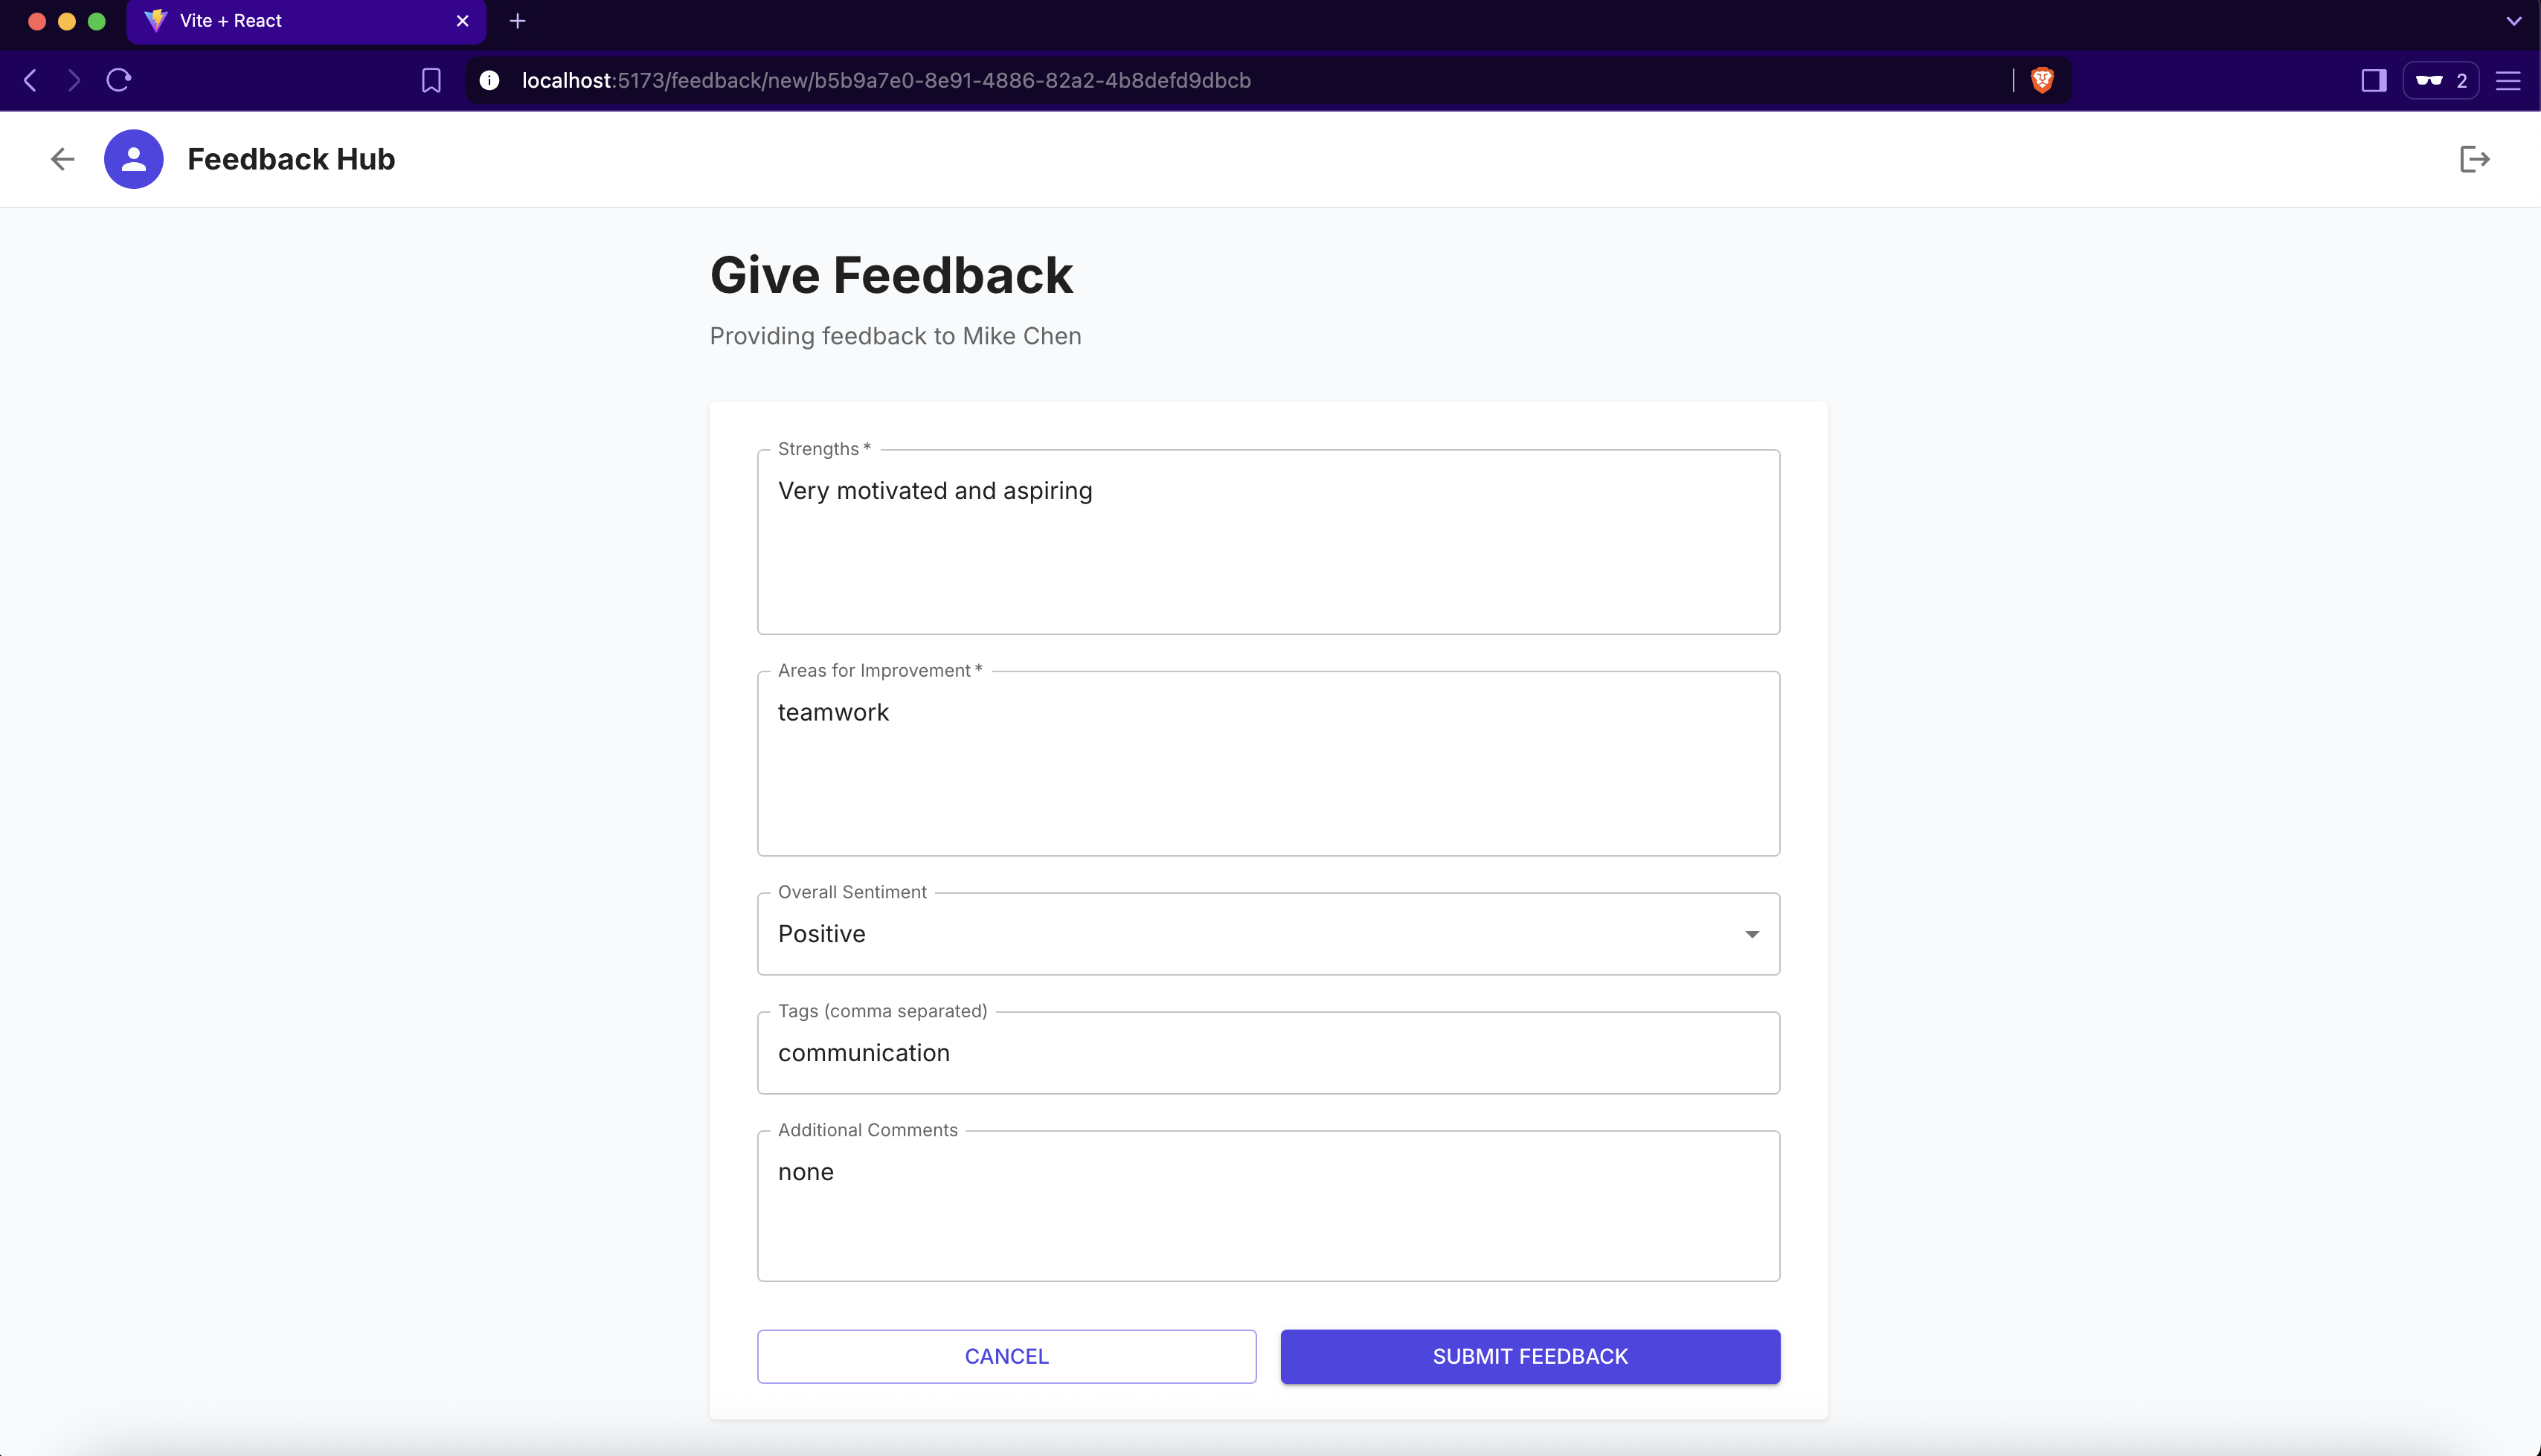 Vite + React
localhost:5173/feedback/new/b5b9a7e0-8e91-4886-82a2-4b8defd9dbcb
2
Feedback Hub
Give Feedback
Providing feedback to Mike Chen
Strengths *
Very motivated and aspiring
Areas for Improvement *
teamwork
Overall Sentiment
Positive
Tags (comma separated)
communication
Additional Comments
none
CANCEL
SUBMIT FEEDBACK